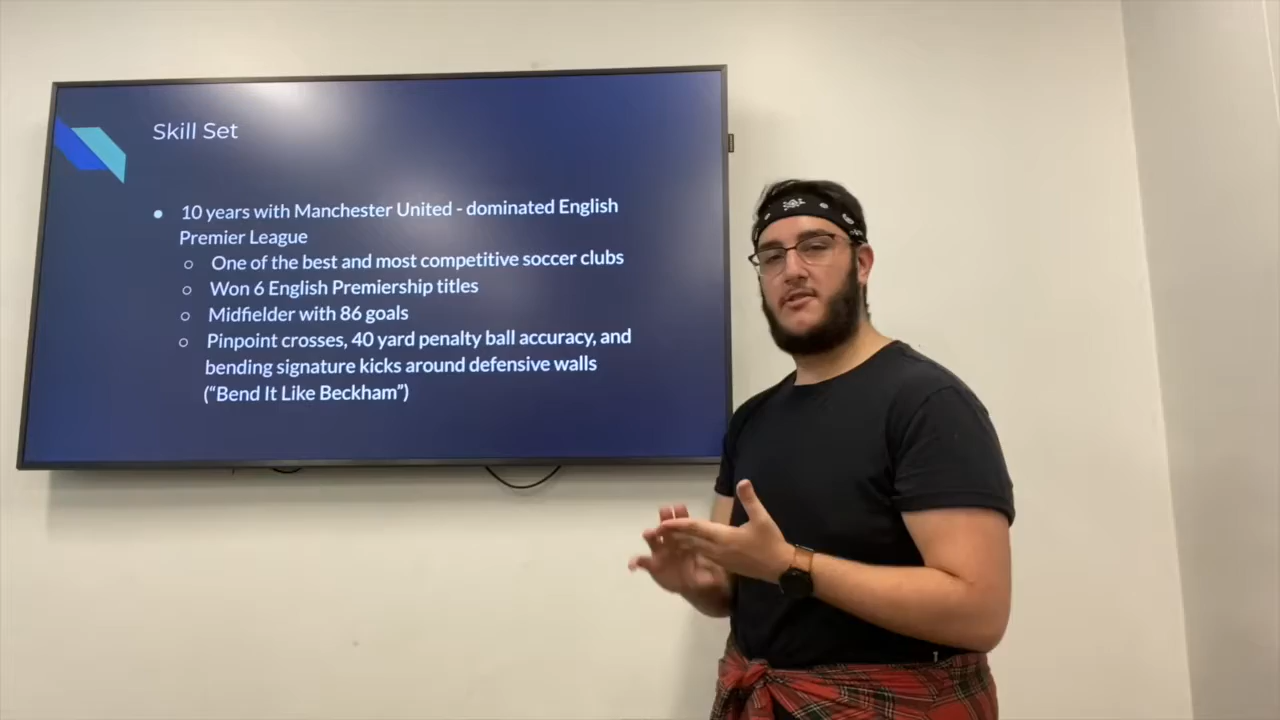 Skill Set
● 10 years with Manchester United - dominated English
Premier League
○ One of the best and most competitive soccer clubs
○ Won 6 English Premiership titles
○ Midfielder with 86 goals
○ Pinpoint crosses, 40 yard penalty ball accuracy, and
bending signature kicks around defensive walls
(“Bend It Like Beckham”)